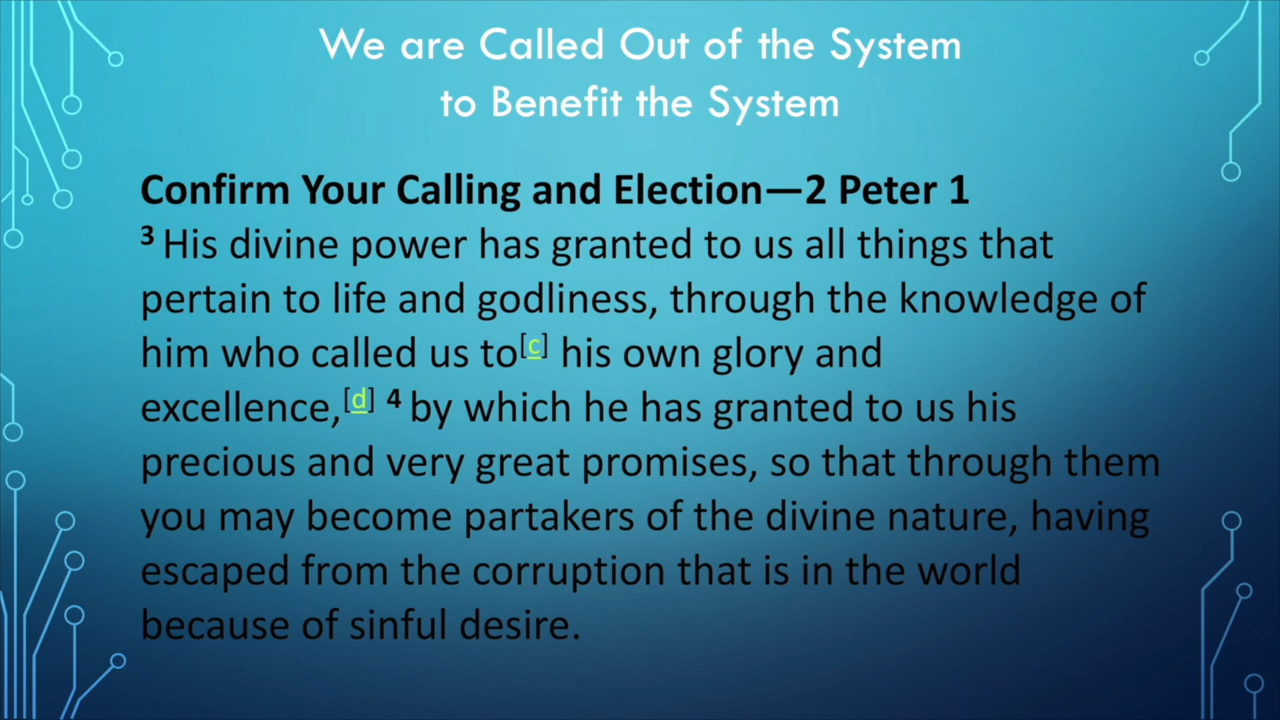 We are Called Out of the System
to Benefit the System
Confirm Your Calling and Election—2 Peter 1
3 His divine power has granted to us all things that
pertain to life and godliness, through the knowledge of
him who called us to[c] his own glory and
excellence,[d] 4 by which he has granted to us his
precious and very great promises, so that through them
you may become partakers of the divine nature, having
escaped from the corruption that is in the world
because of sinful desire.